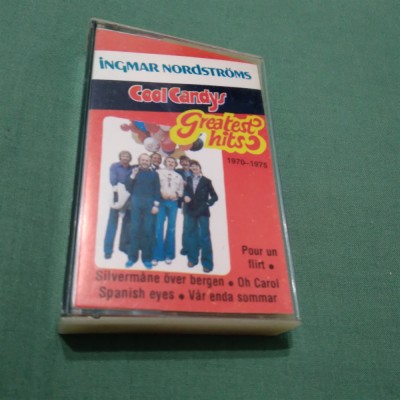 iNGMAR NORdSTRÖMS
Cool Candys
Greatest
hits
1970-1975
Pour un
flirt •
Silvermåne över bergen • Oh Carol
Spanish eyes • Vår enda sommar